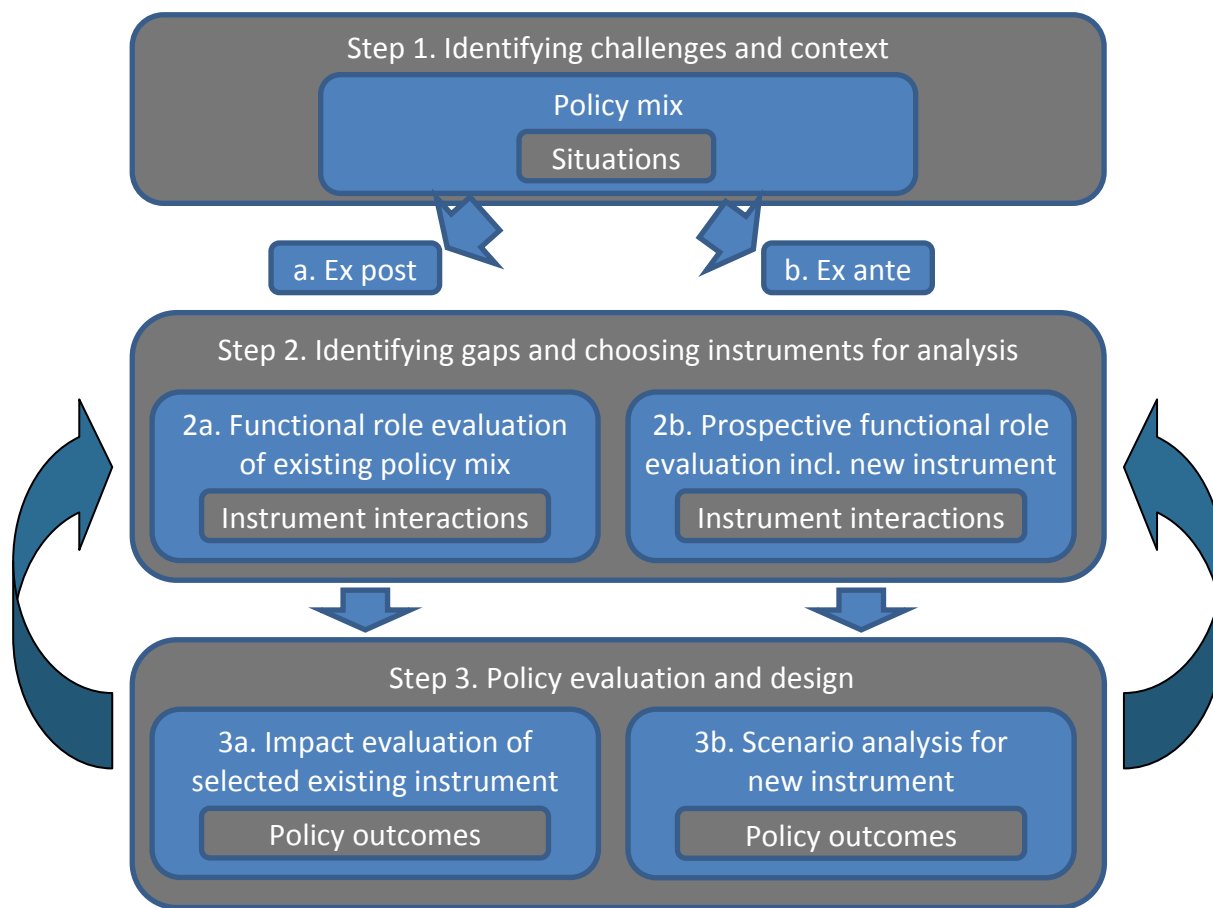 Step 1. Identifying challenges and context
Policy mix
Situations
a. Ex post
b. Ex ante
Step 2. Identifying gaps and choosing instruments for analysis
2a. Functional role evaluation
of existing policy mix
Instrument interactions
2b. Prospective functional role
evaluation incl. new instrument
Instrument interactions
Step 3. Policy evaluation and design
3a. Impact evaluation of
selected existing instrument
Policy outcomes
3b. Scenario analysis for
new instrument
Policy outcomes